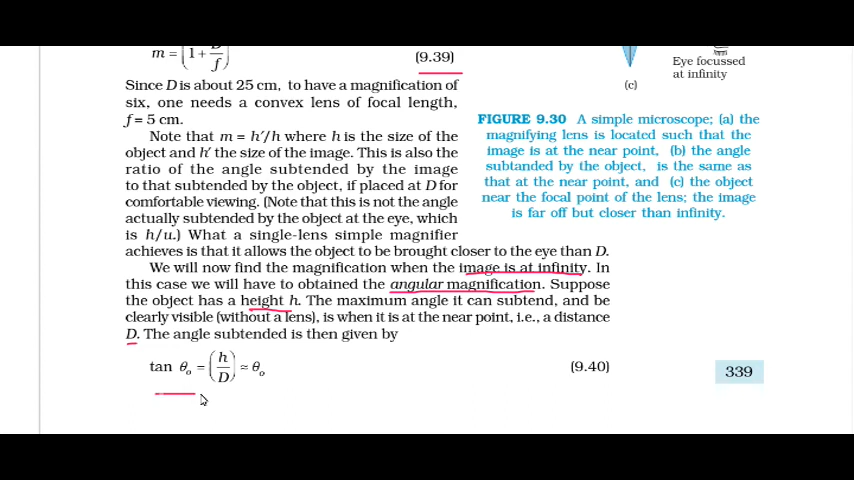 m = (1 + D/f)
(9.39)
Since D is about 25 cm, to have a magnification of
six, one needs a convex lens of focal length,
f = 5 cm.
Note that m = h′/h where h is the size of the
object and h′ the size of the image. This is also the
ratio of the angle subtended by the image
to that subtended by the object, if placed at D for
comfortable viewing. (Note that this is not the angle
actually subtended by the object at the eye, which
is h/u.) What a single-lens simple magnifier
achieves is that it allows the object to be brought closer to the eye than D.
We will now find the magnification when the image is at infinity. In
this case we will have to obtained the angular magnification. Suppose
the object has a height h. The maximum angle it can subtend, and be
clearly visible (without a lens), is when it is at the near point, i.e., a distance
D. The angle subtended is then given by
tan θo = (h/D) ≈ θo
(9.40)
Eye focussed
at infinity
(c)
FIGURE 9.30 A simple microscope; (a) the
magnifying lens is located such that the
image is at the near point, (b) the angle
subtanded by the object, is the same as
that at the near point, and (c) the object
near the focal point of the lens; the image
is far off but closer than infinity.
339